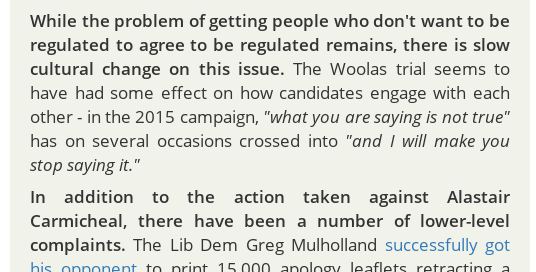 While the problem of getting people who don't want to be
regulated to agree to be regulated remains, there is slow
cultural change on this issue. The Woolas trial seems to
have had some effect on how candidates engage with each
other - in the 2015 campaign, "what you are saying is not true"
has on several occasions crossed into "and I will make you
stop saying it."
In addition to the action taken against Alastair
Carmicheal, there have been a number of lower-level
complaints. The Lib Dem Greg Mulholland successfully got
his opponent to print 15,000 apology leaflets retracting a